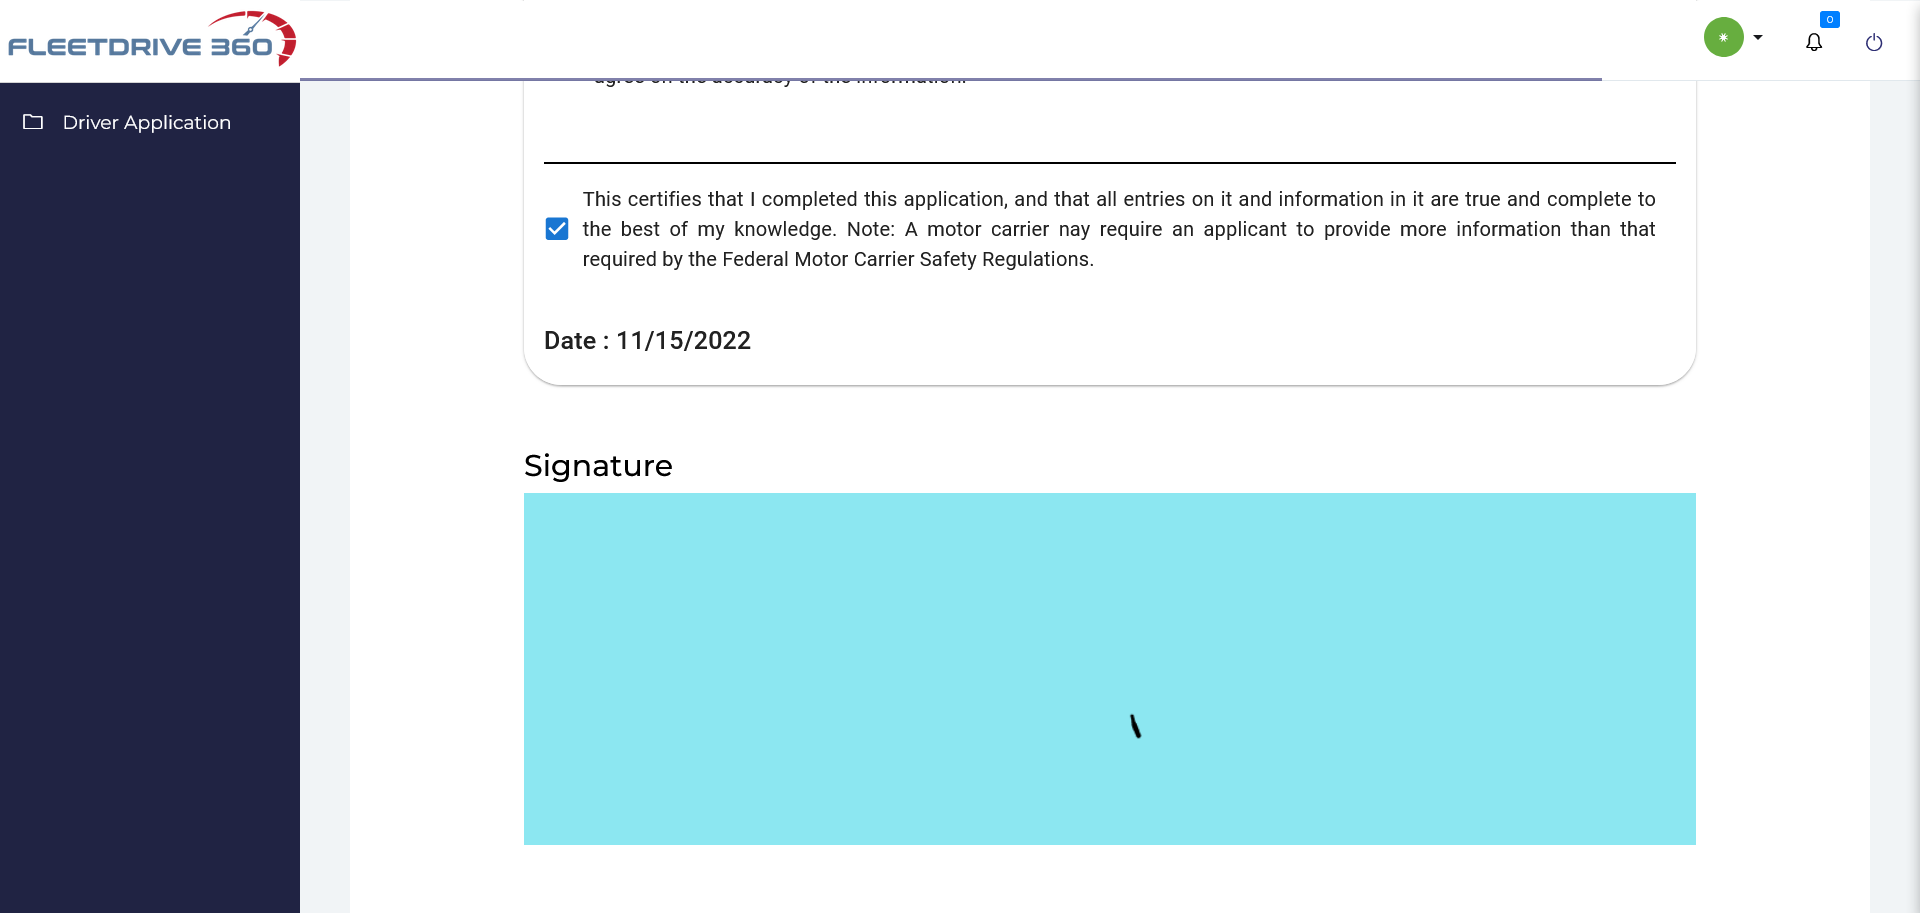 FLEETDRIVE 360
0
Driver Application
agree on the accuracy of the information.
This certifies that I completed this application, and that all entries on it and information in it are true and complete to
the best of my knowledge. Note: A motor carrier nay require an applicant to provide more information than that
required by the Federal Motor Carrier Safety Regulations.
Date : 11/15/2022
Signature